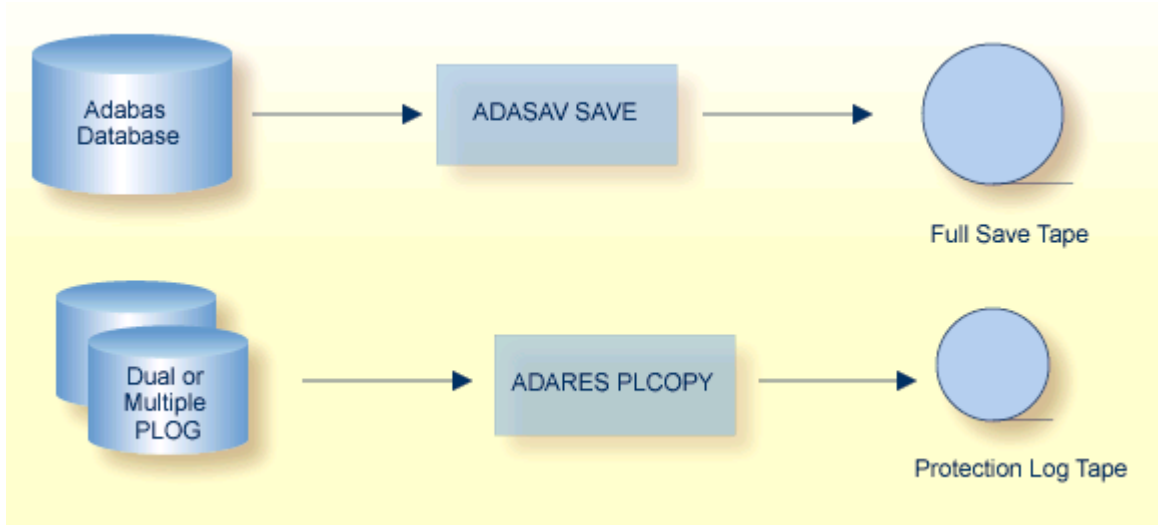 Adabas
Database
ADASAV SAVE
Full Save Tape
Dual or
Multiple
PLOG
ADARES PLCOPY
Protection Log Tape